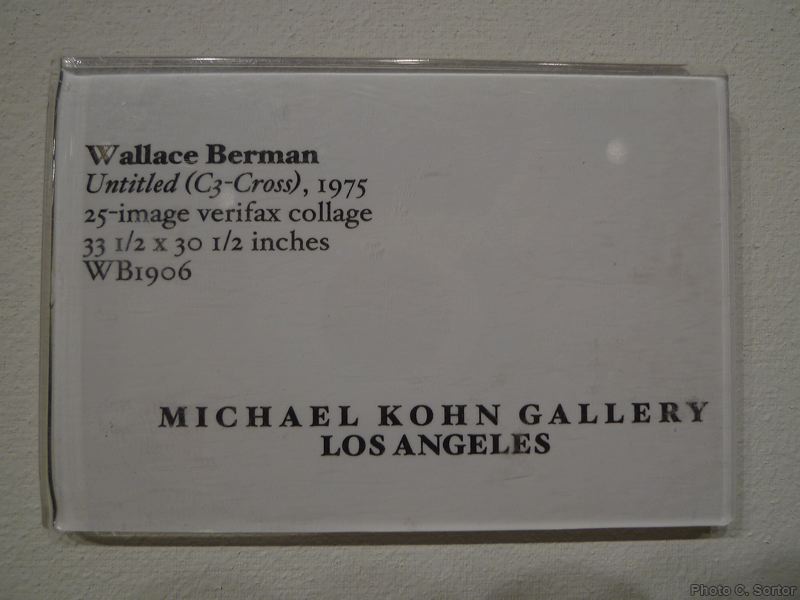 Wallace Berman
Untitled (C3-Cross), 1975
25-image verifax collage
33 1/2 x 30 1/2 inches
WB1906
MICHAEL KOHN GALLERY
LOS ANGELES
Photo C. Sortor